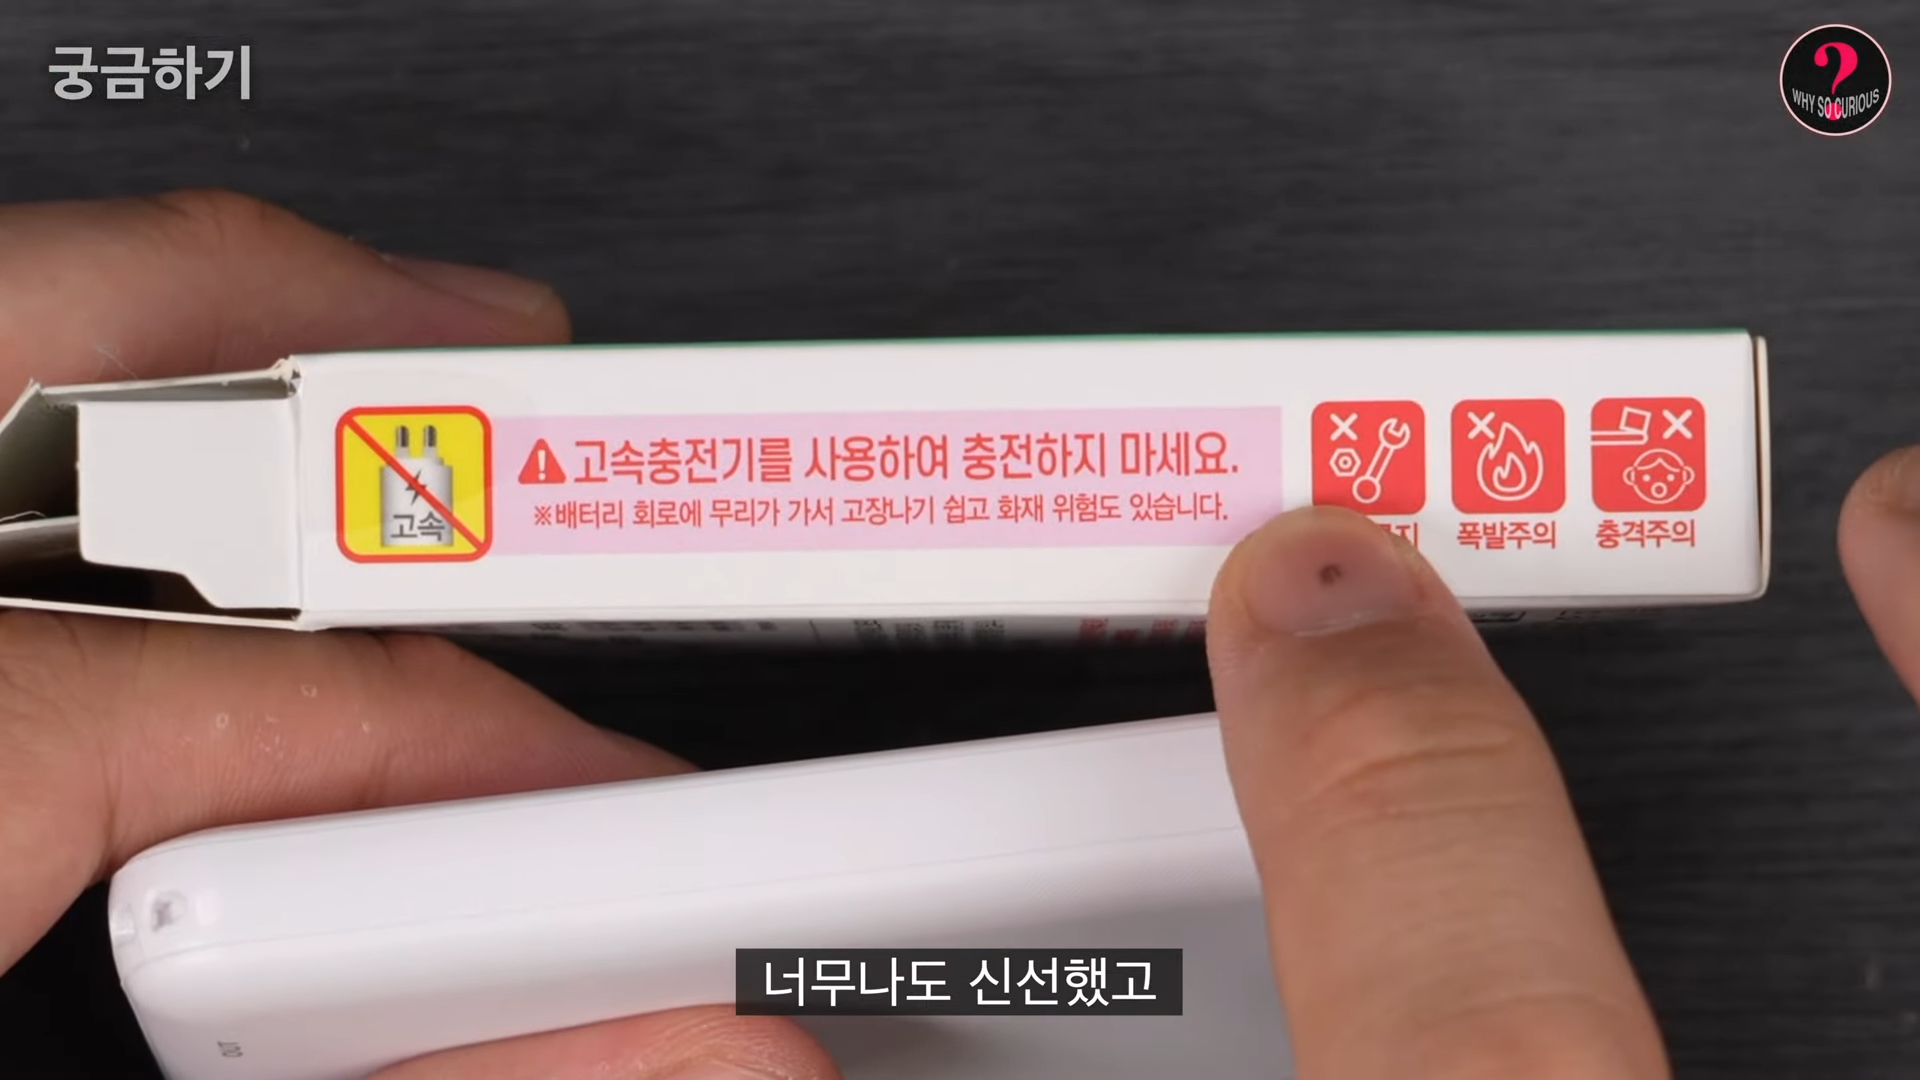 궁금하기
WHY SO CURIOUS
?
고속충전기를 사용하여 충전하지 마세요.
※배터리 회로에 무리가 가서 고장나기 쉽고 화재 위험도 있습니다.
고속
폭발주의
충격주의
OUT
너무나도 신선했고